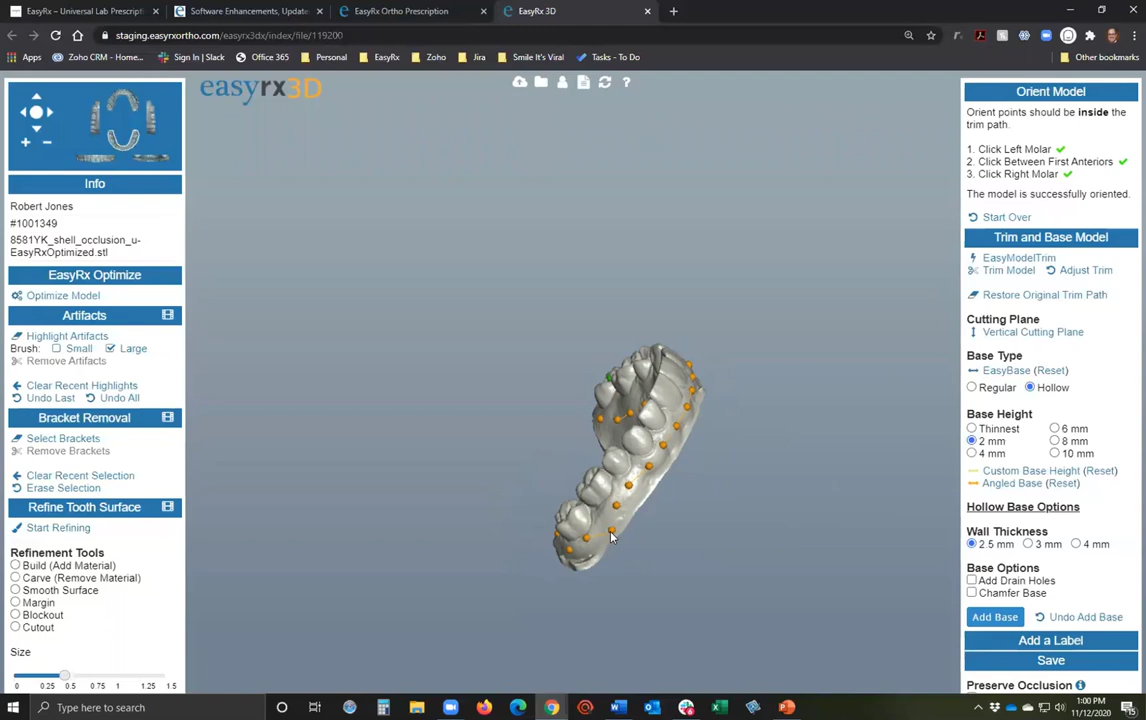 EasyRx – Universal Lab Prescripti
Software Enhancements, Update
EasyRx Ortho Prescription
EasyRx 3D
staging.easyrxortho.com/easyrx3dx/index/file/119200
Apps
Zoho CRM - Home...
Sign In | Slack
Office 365
Personal
EasyRx
Zoho
Jira
Smile It's Viral
Tasks - To Do
Other bookmarks
easyrx3D
Info
Robert Jones
#1001349
8581YK_shell_occlusion_u-
EasyRxOptimized.stl
EasyRx Optimize
Optimize Model
Artifacts
Highlight Artifacts
Brush: Small Large
Remove Artifacts
Clear Recent Highlights
Undo Last Undo All
Bracket Removal
Select Brackets
Remove Brackets
Clear Recent Selection
Erase Selection
Refine Tooth Surface
Start Refining
Refinement Tools
Build (Add Material)
Carve (Remove Material)
Smooth Surface
Margin
Blockout
Cutout
Size
0 0.25 0.5 0.75 1 1.25 1.5
Orient Model
Orient points should be inside the
trim path.
1. Click Left Molar
2. Click Between First Anteriors
3. Click Right Molar
The model is successfully oriented.
Start Over
Trim and Base Model
EasyModelTrim
Trim Model Adjust Trim
Restore Original Trim Path
Cutting Plane
Vertical Cutting Plane
Base Type
EasyBase (Reset)
Regular Hollow
Base Height
Thinnest 6 mm
2 mm 8 mm
4 mm 10 mm
Custom Base Height (Reset)
Angled Base (Reset)
Hollow Base Options
Wall Thickness
2.5 mm 3 mm 4 mm
Base Options
Add Drain Holes
Chamfer Base
Add Base Undo Add Base
Add a Label
Save
Preserve Occlusion
Type here to search
1:00 PM
11/12/2020